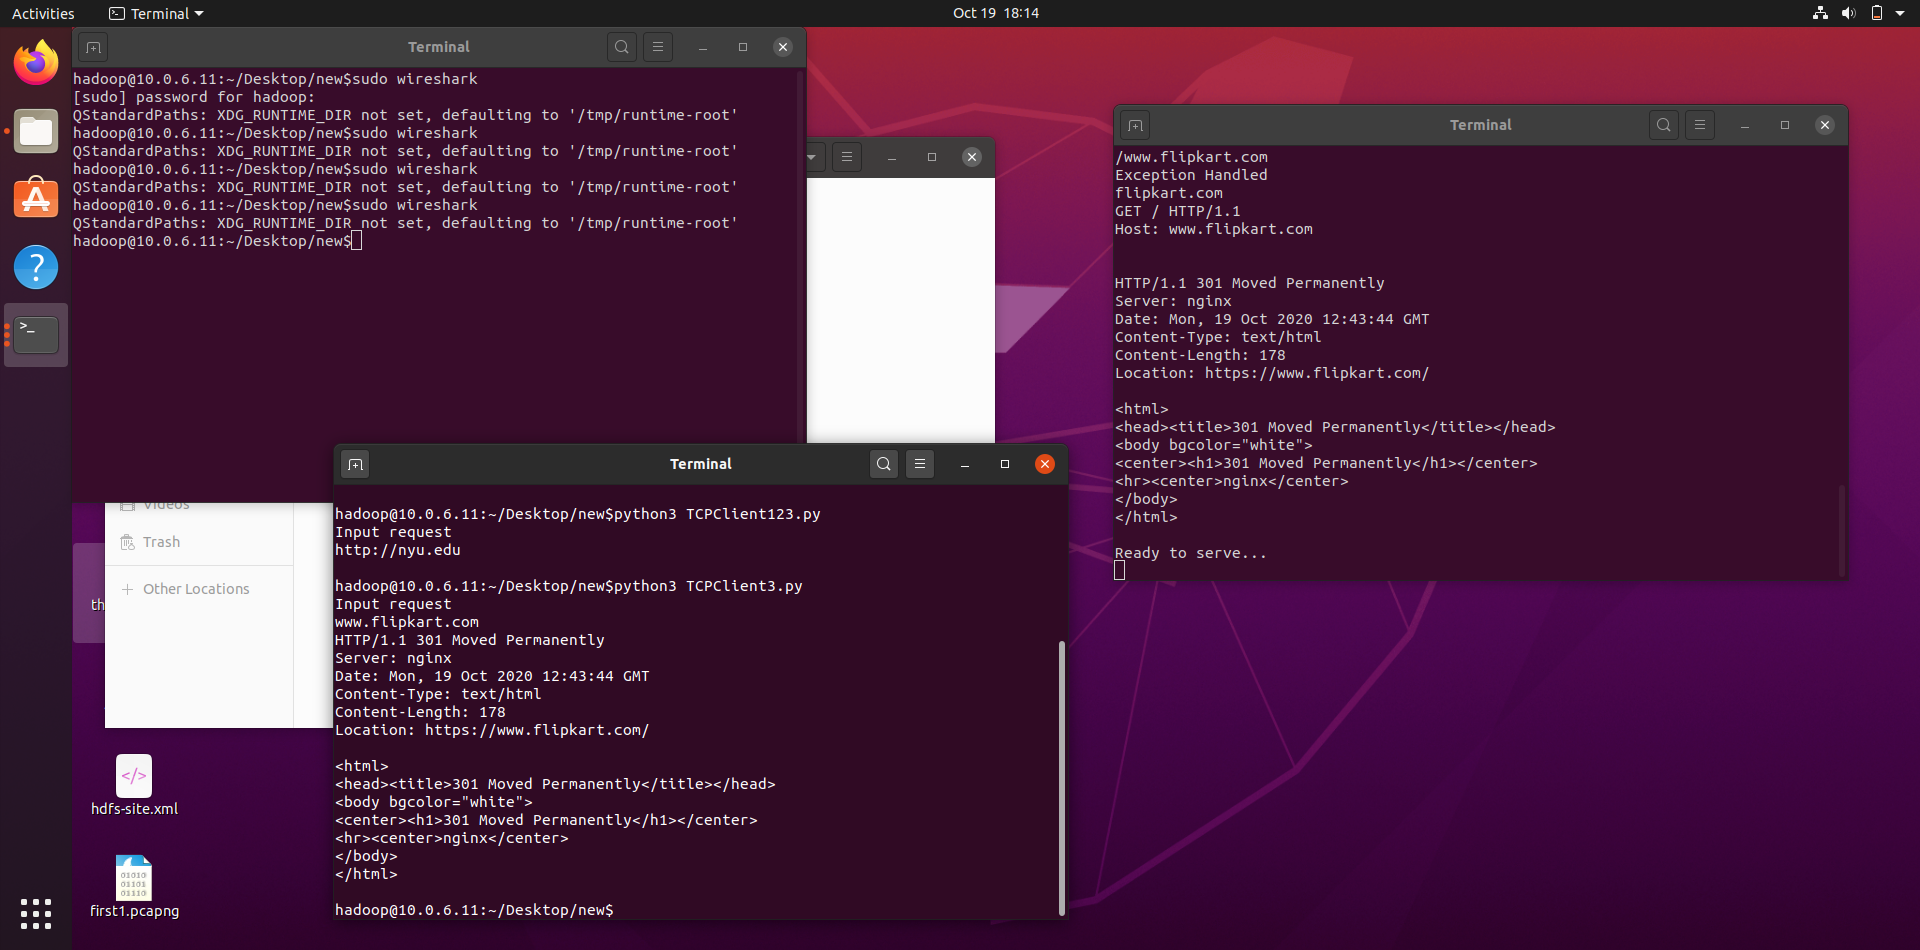 Activities
Terminal
Oct 19 18:14
Terminal
hadoop@10.0.6.11:~/Desktop/new$sudo wireshark
[sudo] password for hadoop:
QStandardPaths: XDG_RUNTIME_DIR not set, defaulting to '/tmp/runtime-root'
hadoop@10.0.6.11:~/Desktop/new$sudo wireshark
QStandardPaths: XDG_RUNTIME_DIR not set, defaulting to '/tmp/runtime-root'
hadoop@10.0.6.11:~/Desktop/new$sudo wireshark
QStandardPaths: XDG_RUNTIME_DIR not set, defaulting to '/tmp/runtime-root'
hadoop@10.0.6.11:~/Desktop/new$sudo wireshark
QStandardPaths: XDG_RUNTIME_DIR not set, defaulting to '/tmp/runtime-root'
hadoop@10.0.6.11:~/Desktop/new$
Terminal
/www.flipkart.com
Exception Handled
flipkart.com
GET / HTTP/1.1
Host: www.flipkart.com
HTTP/1.1 301 Moved Permanently
Server: nginx
Date: Mon, 19 Oct 2020 12:43:44 GMT
Content-Type: text/html
Content-Length: 178
Location: https://www.flipkart.com/
<html>
<head><title>301 Moved Permanently</title></head>
<body bgcolor="white">
<center><h1>301 Moved Permanently</h1></center>
<hr><center>nginx</center>
</body>
</html>
Ready to serve...
Videos
Trash
Other Locations
th
Terminal
hadoop@10.0.6.11:~/Desktop/new$python3 TCPClient123.py
Input request
http://nyu.edu
hadoop@10.0.6.11:~/Desktop/new$python3 TCPClient3.py
Input request
www.flipkart.com
HTTP/1.1 301 Moved Permanently
Server: nginx
Date: Mon, 19 Oct 2020 12:43:44 GMT
Content-Type: text/html
Content-Length: 178
Location: https://www.flipkart.com/
<html>
<head><title>301 Moved Permanently</title></head>
<body bgcolor="white">
<center><h1>301 Moved Permanently</h1></center>
<hr><center>nginx</center>
</body>
</html>
hadoop@10.0.6.11:~/Desktop/new$
hdfs-site.xml
01010
01101
01110
first1.pcapng